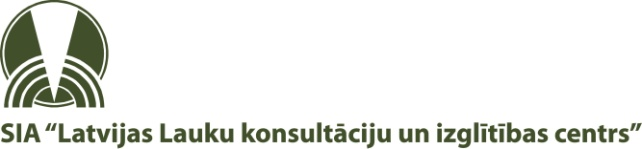 SIA “Latvijas Lauku konsultāciju un izglītības centrs”